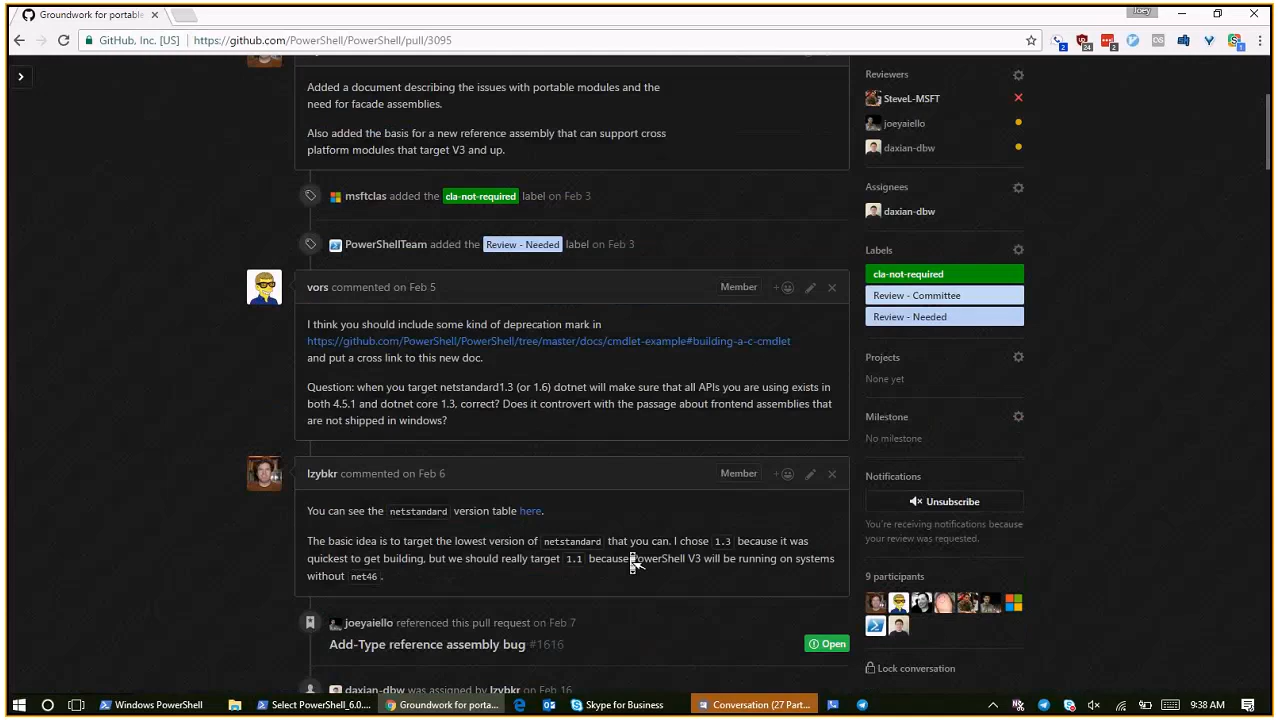 Groundwork for portable
Joey
GitHub, Inc. [US]
https://github.com/PowerShell/PowerShell/pull/3095
2
24
2
1
Added a document describing the issues with portable modules and the
need for facade assemblies.
Also added the basis for a new reference assembly that can support cross
platform modules that target V3 and up.
msftclas added the cla-not-required label on Feb 3
PowerShellTeam added the Review - Needed label on Feb 3
vors commented on Feb 5
Member
I think you should include some kind of deprecation mark in
https://github.com/PowerShell/PowerShell/tree/master/docs/cmdlet-example#building-a-c-cmdlet
and put a cross link to this new doc.
Question: when you target netstandard1.3 (or 1.6) dotnet will make sure that all APIs you are using exists in
both 4.5.1 and dotnet core 1.3, correct? Does it controvert with the passage about frontend assemblies that
are not shipped in windows?
lzybkr commented on Feb 6
Member
You can see the netstandard version table here.
The basic idea is to target the lowest version of netstandard that you can. I chose 1.3 because it was
quickest to get building, but we should really target 1.1 because PowerShell V3 will be running on systems
without net46 .
joeyaiello referenced this pull request on Feb 7
Add-Type reference assembly bug #1616
Open
daxian-dbw was assigned by lzybkr on Feb 16
Reviewers
SteveL-MSFT
joeyaiello
daxian-dbw
Assignees
daxian-dbw
Labels
cla-not-required
Review - Committee
Review - Needed
Projects
None yet
Milestone
No milestone
Notifications
Unsubscribe
You're receiving notifications because
your review was requested.
9 participants
Lock conversation
Windows PowerShell
Select PowerShell_6.0....
Groundwork for porta...
Skype for Business
Conversation (27 Part...
9:38 AM